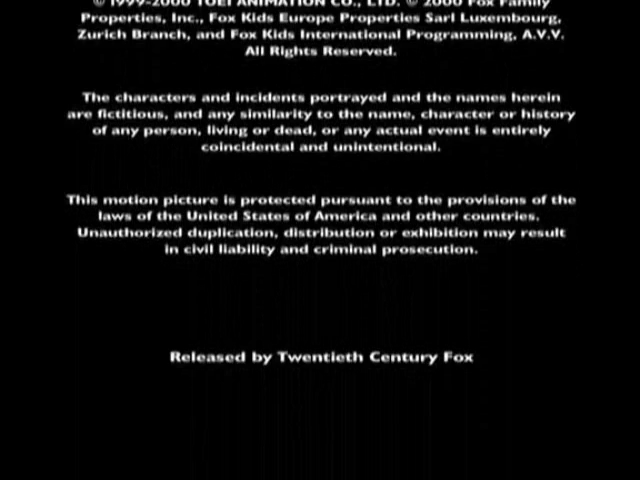 © 1999-2000 TOEI ANIMATION CO., LTD. © 2000 Fox Family
Properties, Inc., Fox Kids Europe Properties Sarl Luxembourg,
Zurich Branch, and Fox Kids International Programming, A.V.V.
All Rights Reserved.
The characters and incidents portrayed and the names herein
are fictitious, and any similarity to the name, character or history
of any person, living or dead, or any actual event is entirely
coincidental and unintentional.
This motion picture is protected pursuant to the provisions of the
laws of the United States of America and other countries.
Unauthorized duplication, distribution or exhibition may result
in civil liability and criminal prosecution.
Released by Twentieth Century Fox